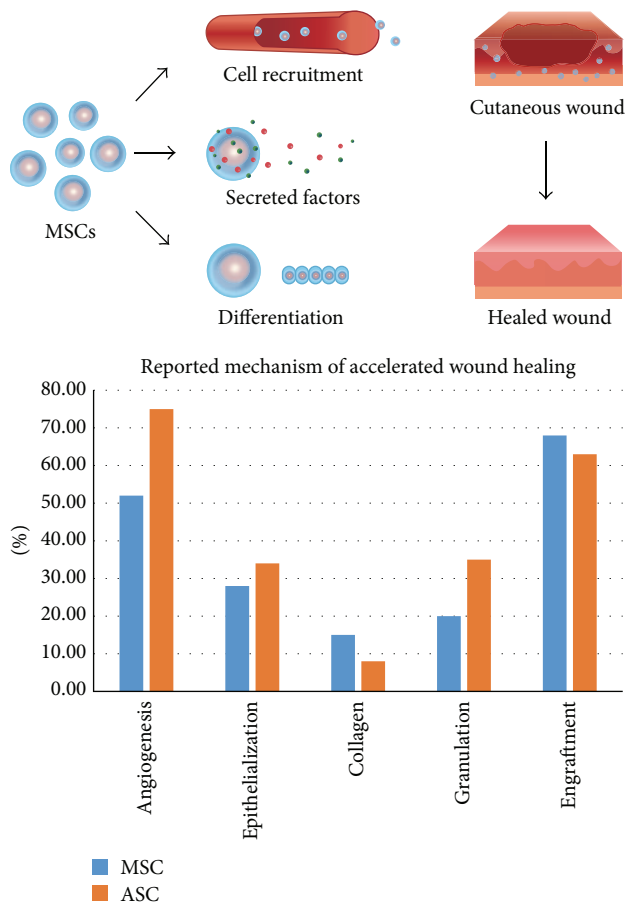 Cell recruitment
Cutaneous wound
MSCs
Secreted factors
Differentiation
Healed wound
Reported mechanism of accelerated wound healing
(%)
80.00
70.00
60.00
50.00
40.00
30.00
20.00
10.00
0.00
Angiogenesis
Epithelialization
Collagen
Granulation
Engraftment
MSC
ASC